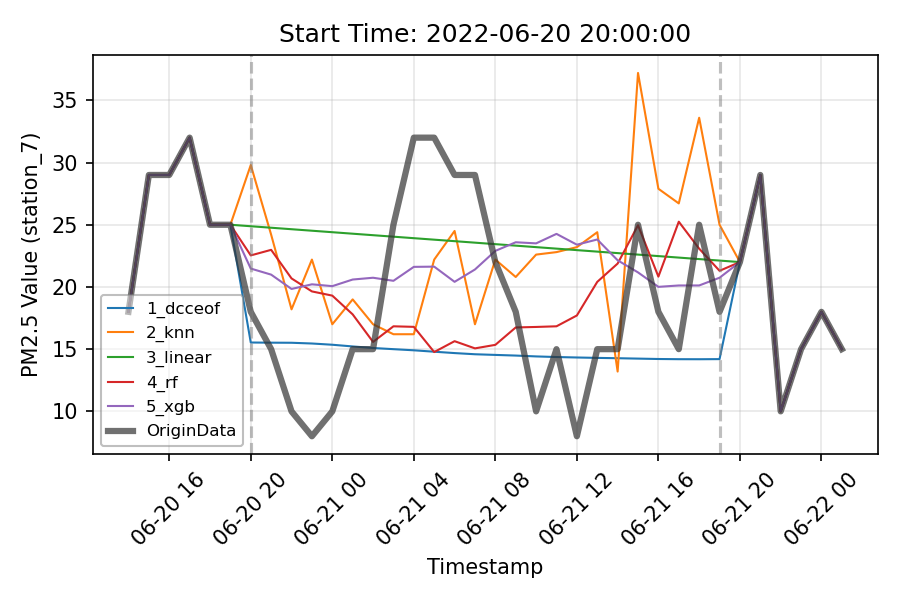 Start Time: 2022-06-20 20:00:00
PM2.5 Value (station_7)
35
30
25
20
15
10
1_dcceof
2_knn
3_linear
4_rf
5_xgb
OriginData
06-20 16
06-20 20
06-21 00
06-21 04
06-21 08
06-21 12
06-21 16
06-21 20
06-22 00
Timestamp